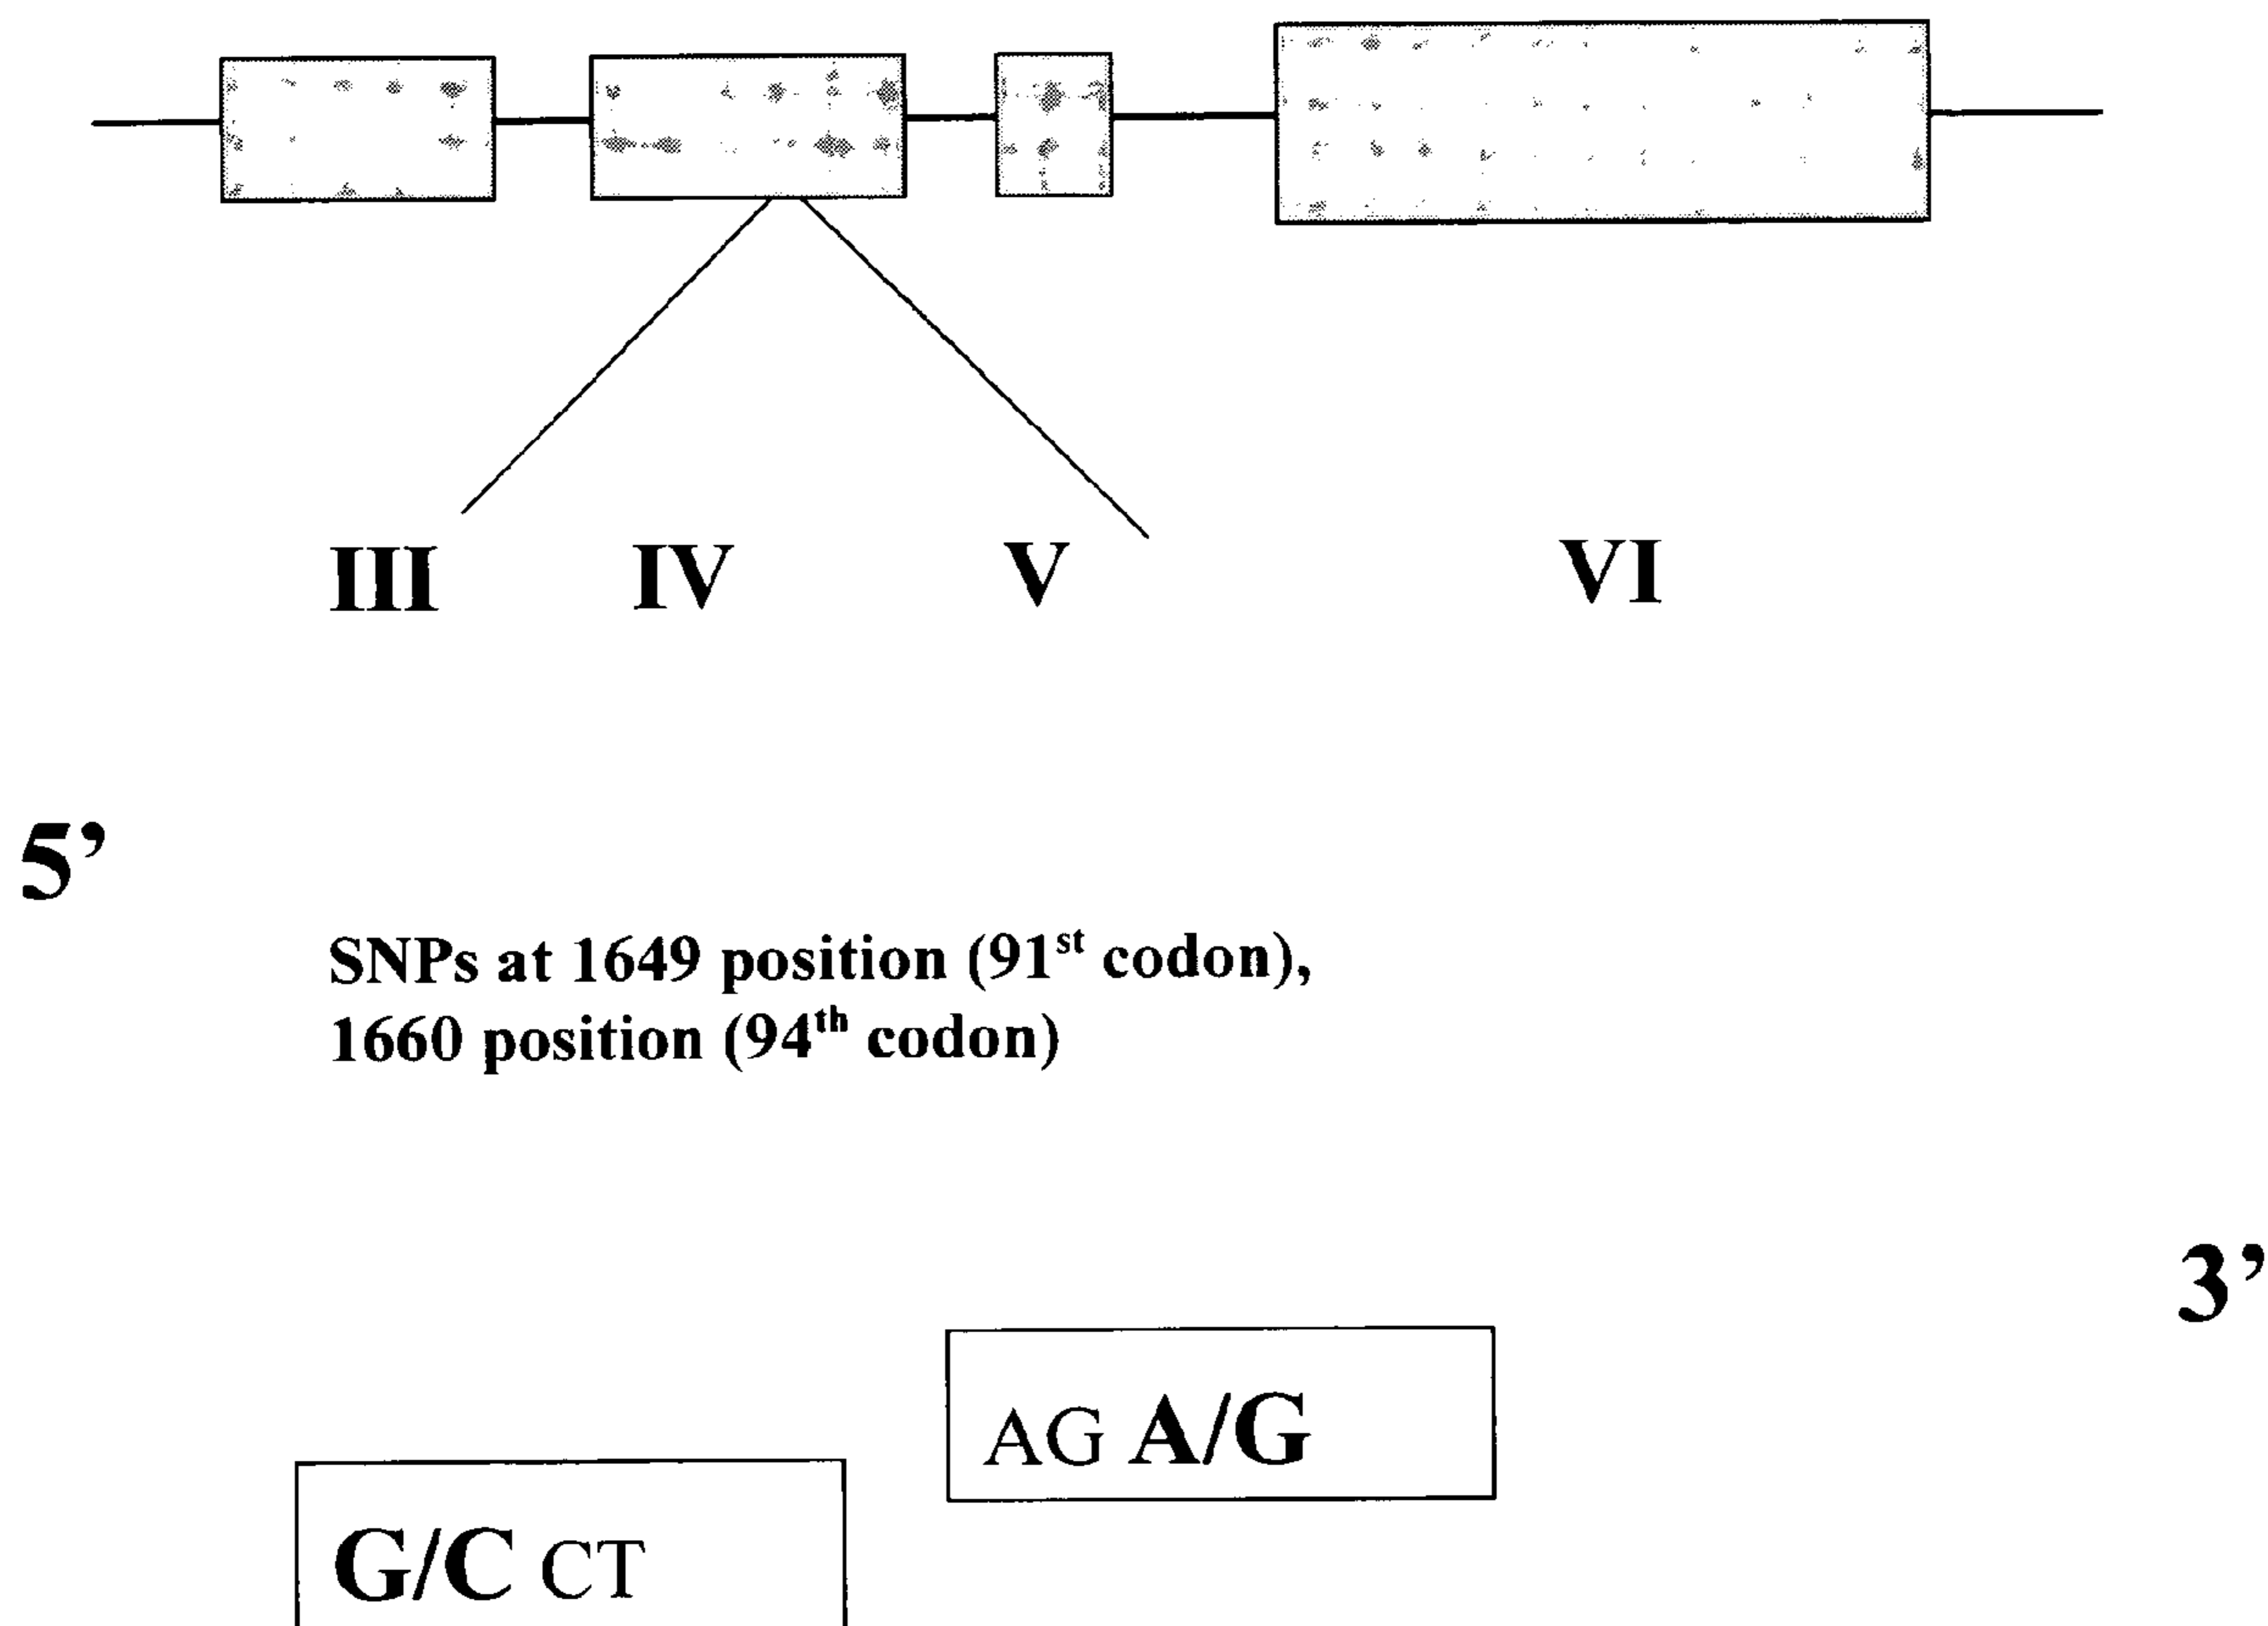 III IV V VI
5’
SNPs at 1649 position (91st codon),
1660 position (94th codon)
3’
AG A/G
G/C CT